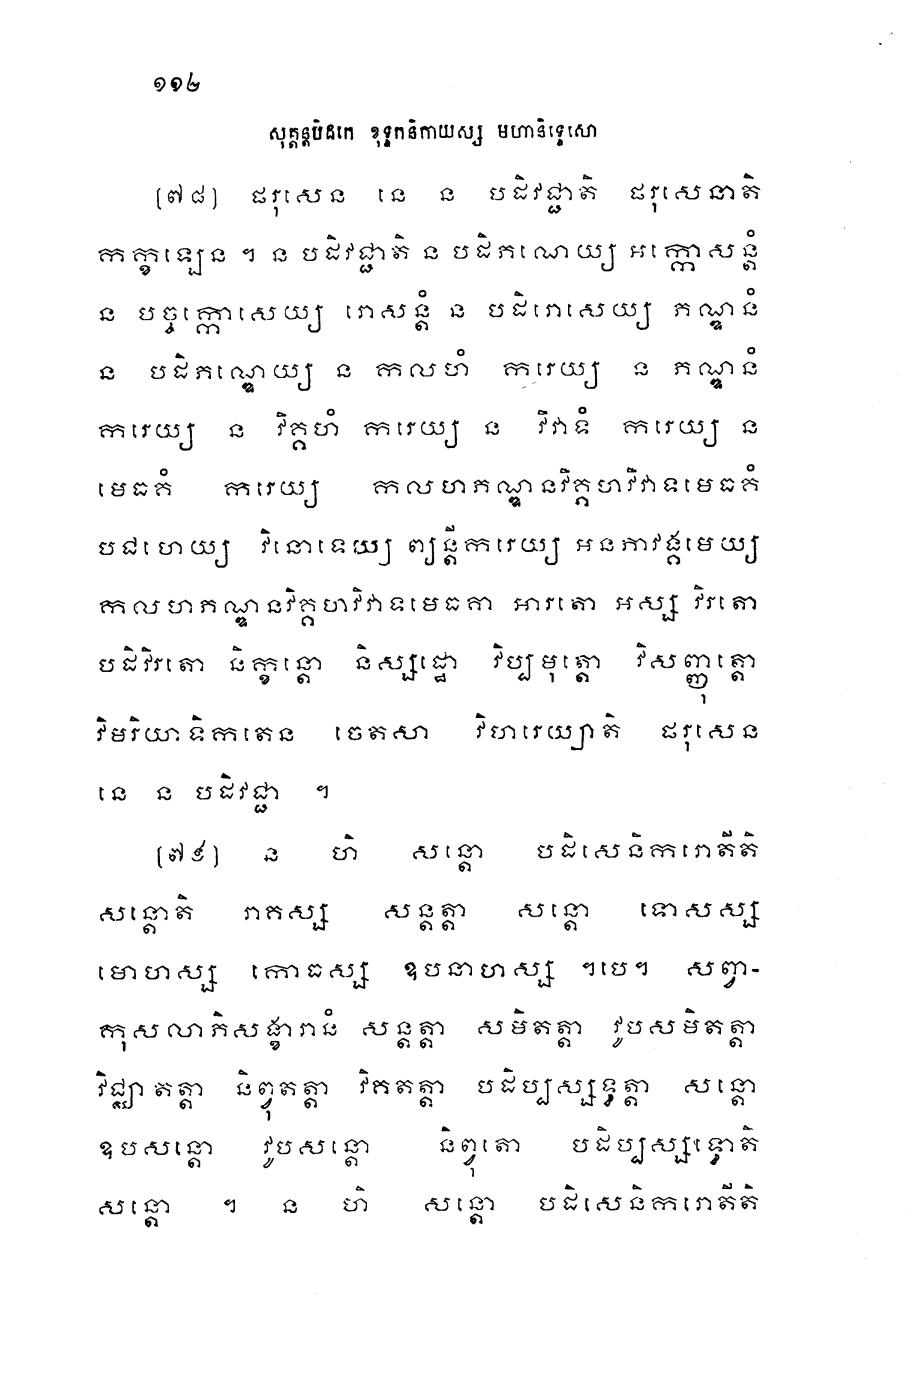 ១១២
សុត្តន្តបិដកេ ខុទ្ទកនិកាយស្ស មហានិទ្ទេសោ
(៧៨) ផរុសេន នេ ន បដិវជ្ជាតិ ផរុសេនាតិ
កក្ខឡេន ។ ន បដិវជ្ជាតិ ន បដិភណេយ្យ អក្កោសន្តំ
ន បច្ចក្កោសេយ្យ រោសន្តំ ន បដិរោសេយ្យ ភណ្ឌនំ
ន បដិភណ្ឌេយ្យ ន កាលហំ ការេយ្យ ន ភណ្ឌនំ
ការេយ្យ ន វិគ្គហំ ការេយ្យ ន វិវាទំ ការេយ្យ ន
មេធគំ ការេយ្យ កាលហភណ្ឌនវិគ្គហវិវាទមេធគំ
បជហេយ្យ វិនោទេយ្យ ព្យន្តីការេយ្យ អនភាវង្គមេយ្យ
កាលហភណ្ឌនវិគ្គហវិវាទមេធគា អារតោ អស្ស វិរតោ
បដិវិរតោ និក្ខន្តោ និស្សដ្ឋោ វិប្បមុត្តោ វិសញ្ញុត្តោ
វិមរិយាទិកតេន ចេតសា វិហរេយ្យាតិ ផរុសេន
នេ ន បដិវជ្ជា ។
(៧៩) ន ហិ សន្តោ បដិសេនិករោតីតិ
សន្តោតិ រាគស្ស សន្តត្តា សន្តោ ទោសស្ស
មោហស្ស កោធស្ស ឧបនាហស្ស ។បេ។ សព្វា-
កុសលាភិសង្ខារានំ សន្តត្តា សមិតត្តា វូបសមិតត្តា
វិជ្ឈាតត្តា និព្វុតត្តា វិគតត្តា បដិប្បស្សទ្ធត្តា សន្តោ
ឧបសន្តោ វូបសន្តោ និព្វុតោ បដិប្បស្សទ្ធោតិ
សន្តោ ។ ន ហិ សន្តោ បដិសេនិករោតីតិ